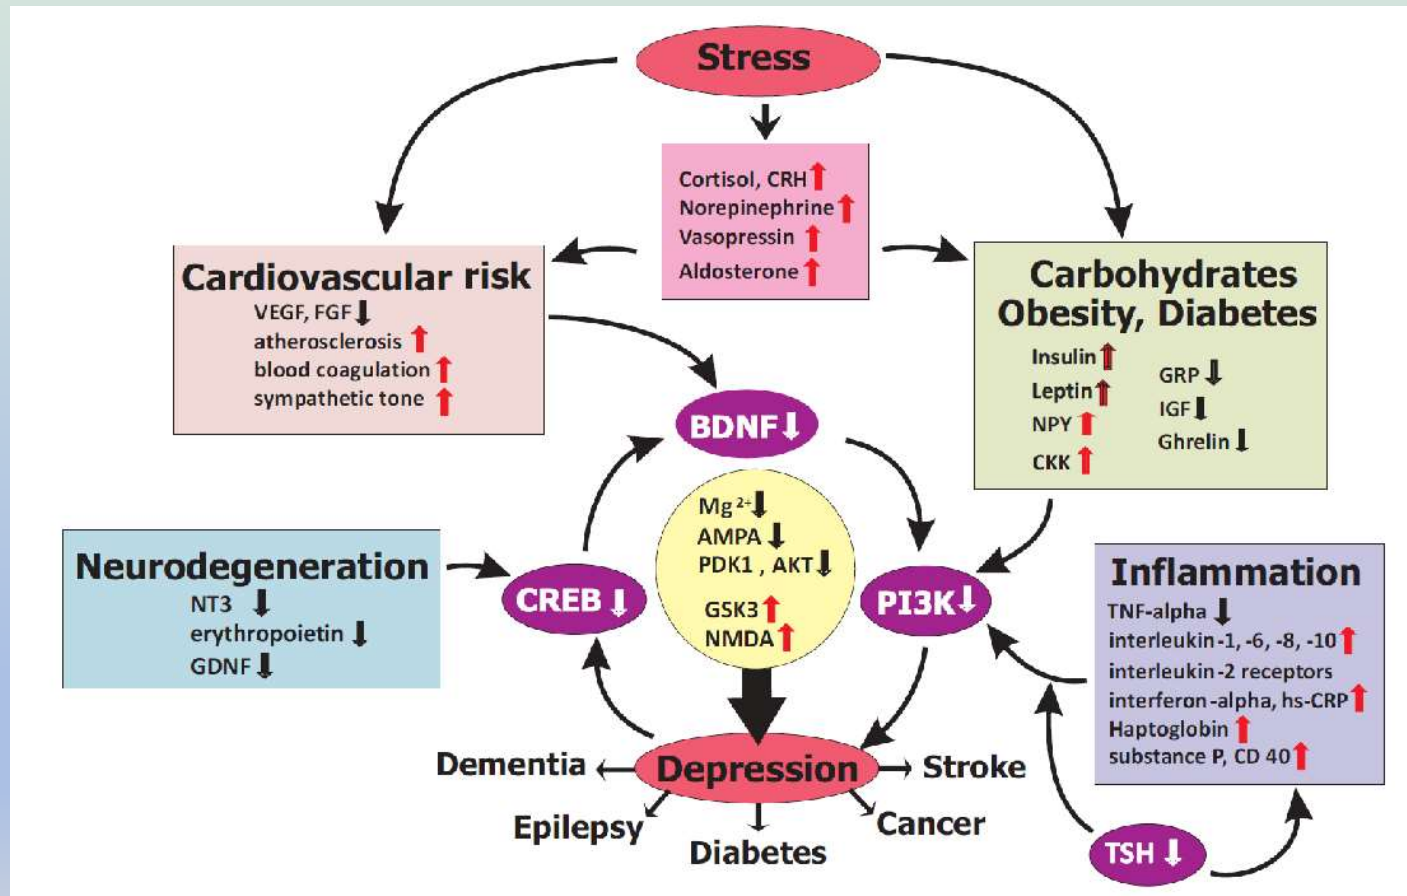 Stress
Cortisol, CRH
Norepinephrine
Vasopressin
Aldosterone
Cardiovascular risk
VEGF, FGF
atherosclerosis
blood coagulation
sympathetic tone
Carbohydrates
Obesity, Diabetes
Insulin
Leptin
NPY
CKK
GRP
IGF
Ghrelin
BDNF
Mg²⁺
AMPA
PDK1 , AKT
GSK3
NMDA
Neurodegeneration
NT3
erythropoietin
GDNF
CREB
PI3K
Inflammation
TNF-alpha
interleukin-1, -6, -8, -10
interleukin-2 receptors
interferon-alpha, hs-CRP
Haptoglobin
substance P, CD 40
Depression
Dementia
Stroke
Epilepsy
Cancer
Diabetes
TSH